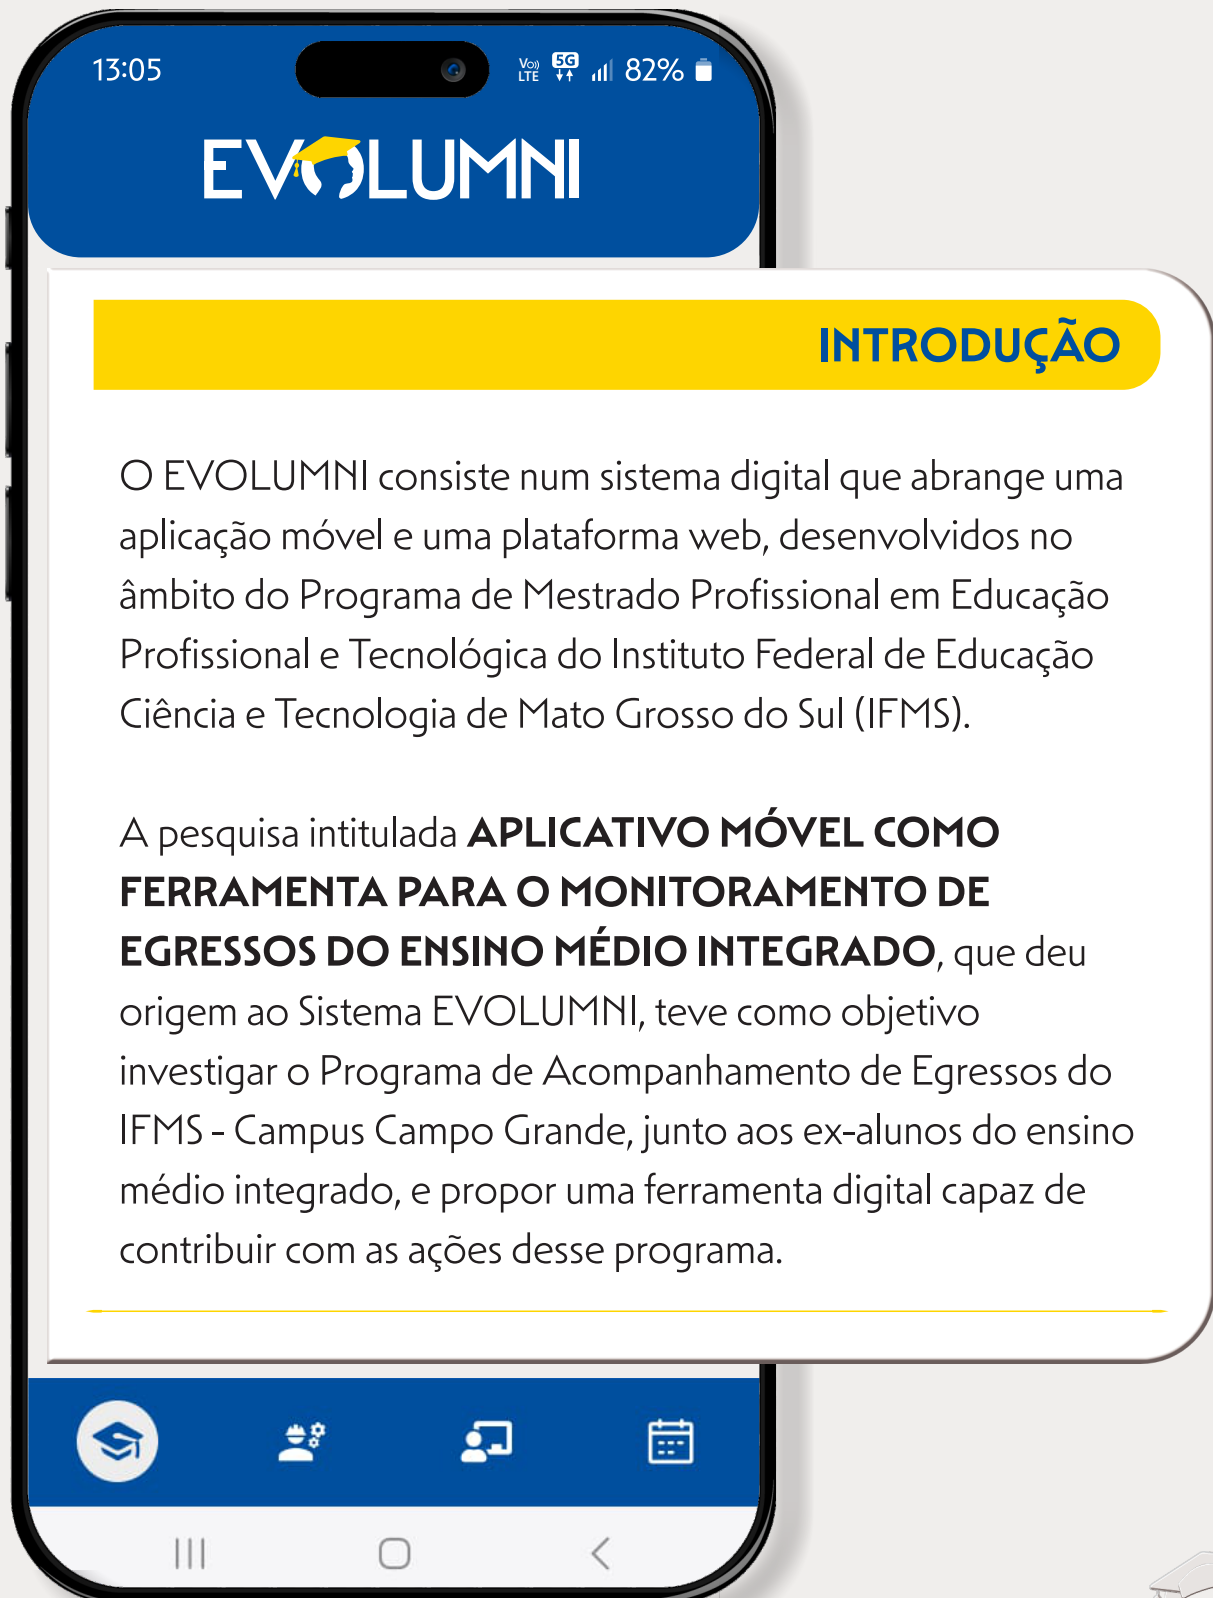 13:05
Vo)) LTE 5G 82%
EVOLUMNI
INTRODUÇÃO
O EVOLUMNI consiste num sistema digital que abrange uma
aplicação móvel e uma plataforma web, desenvolvidos no
âmbito do Programa de Mestrado Profissional em Educação
Profissional e Tecnológica do Instituto Federal de Educação
Ciência e Tecnologia de Mato Grosso do Sul (IFMS).
A pesquisa intitulada APLICATIVO MÓVEL COMO
FERRAMENTA PARA O MONITORAMENTO DE
EGRESSOS DO ENSINO MÉDIO INTEGRADO, que deu
origem ao Sistema EVOLUMNI, teve como objetivo
investigar o Programa de Acompanhamento de Egressos do
IFMS - Campus Campo Grande, junto aos ex-alunos do ensino
médio integrado, e propor uma ferramenta digital capaz de
contribuir com as ações desse programa.